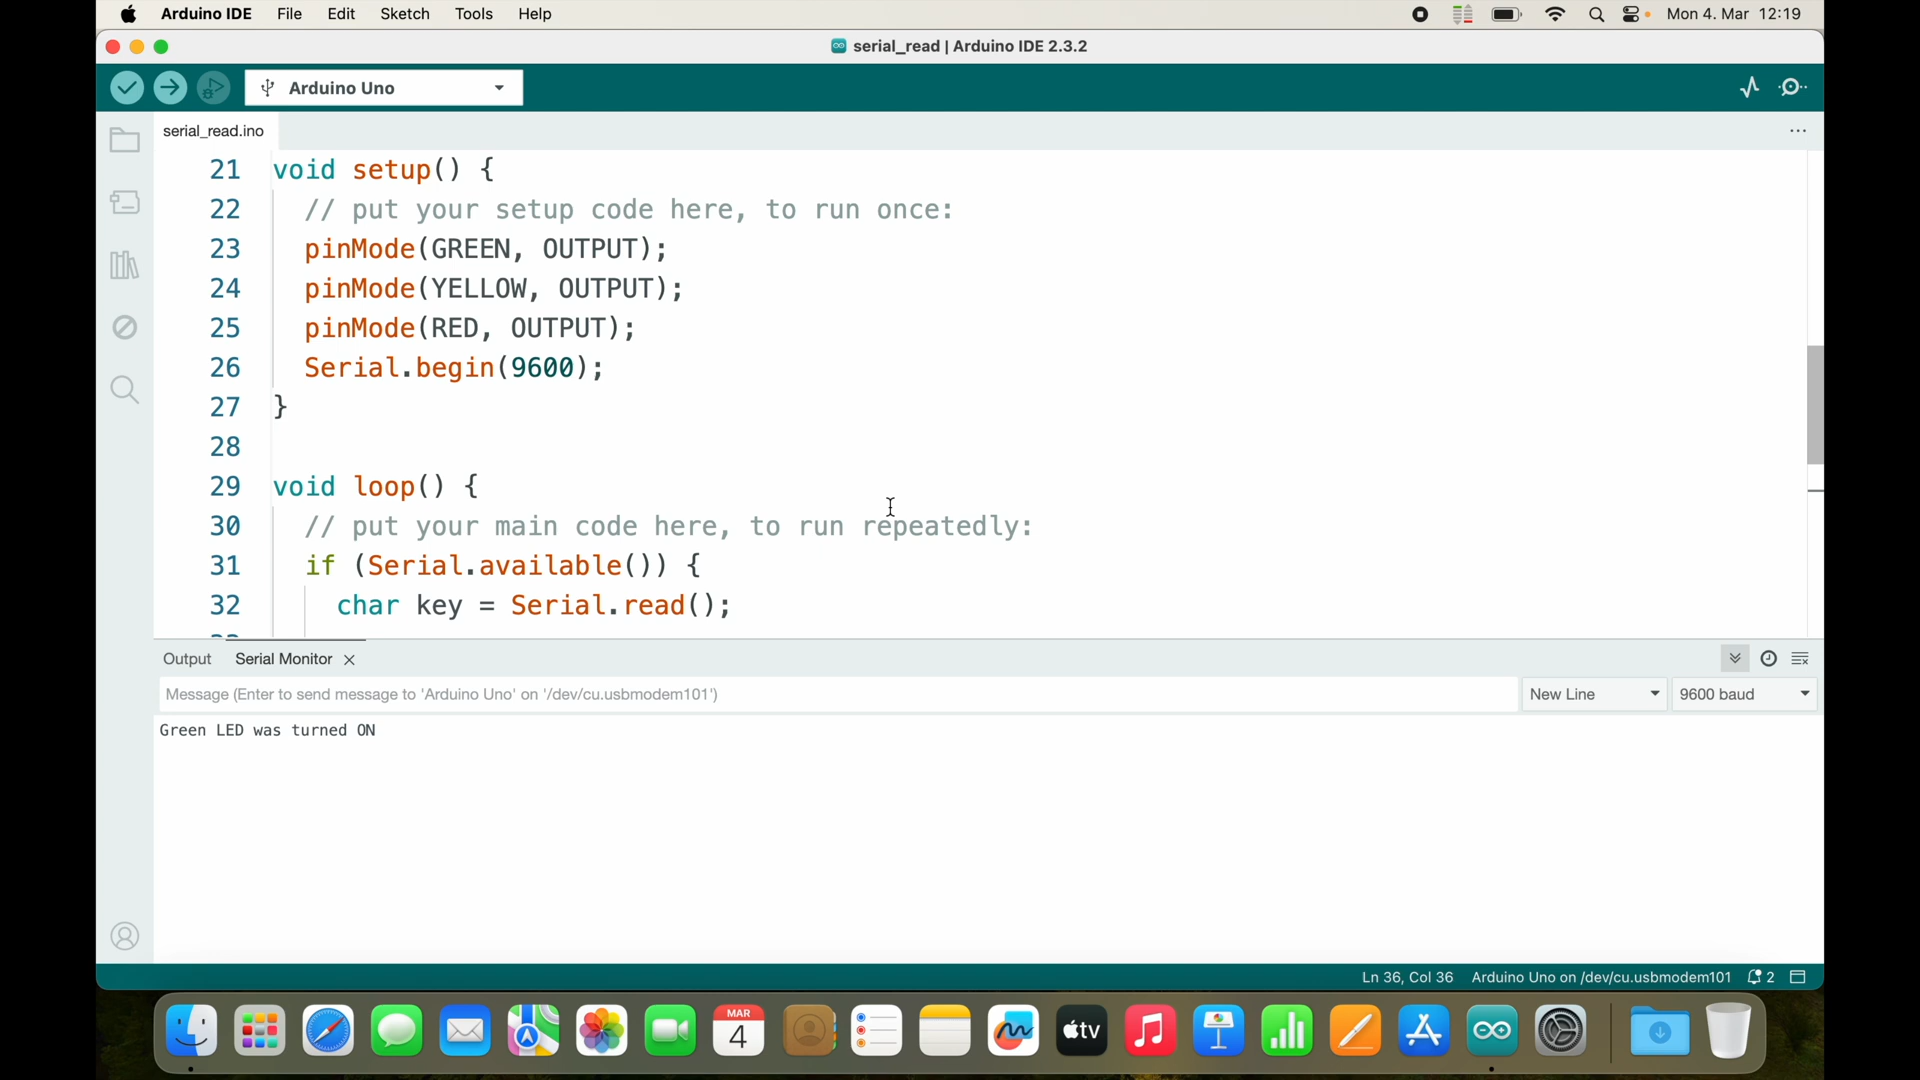 Arduino IDE File Edit Sketch Tools Help Mon 4. Mar 12:19
serial_read | Arduino IDE 2.3.2
Arduino Uno
serial_read.ino
21 void setup() {
22 // put your setup code here, to run once:
23 pinMode(GREEN, OUTPUT);
24 pinMode(YELLOW, OUTPUT);
25 pinMode(RED, OUTPUT);
26 Serial.begin(9600);
27 }
28
29 void loop() {
30 // put your main code here, to run repeatedly:
31 if (Serial.available()) {
32 char key = Serial.read();
Output Serial Monitor
Message (Enter to send message to 'Arduino Uno' on '/dev/cu.usbmodem101') New Line 9600 baud
Green LED was turned ON
Ln 36, Col 36 Arduino Uno on /dev/cu.usbmodem101 2
MAR
4
tv